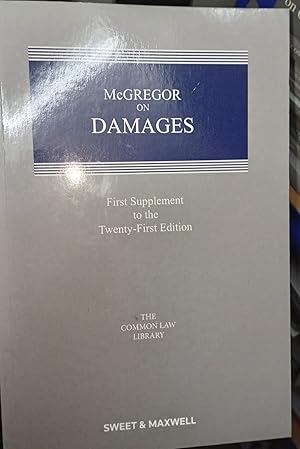 McGREGOR
ON
DAMAGES
First Supplement
to the
Twenty-First Edition
THE
COMMON LAW
LIBRARY
SWEET & MAXWELL